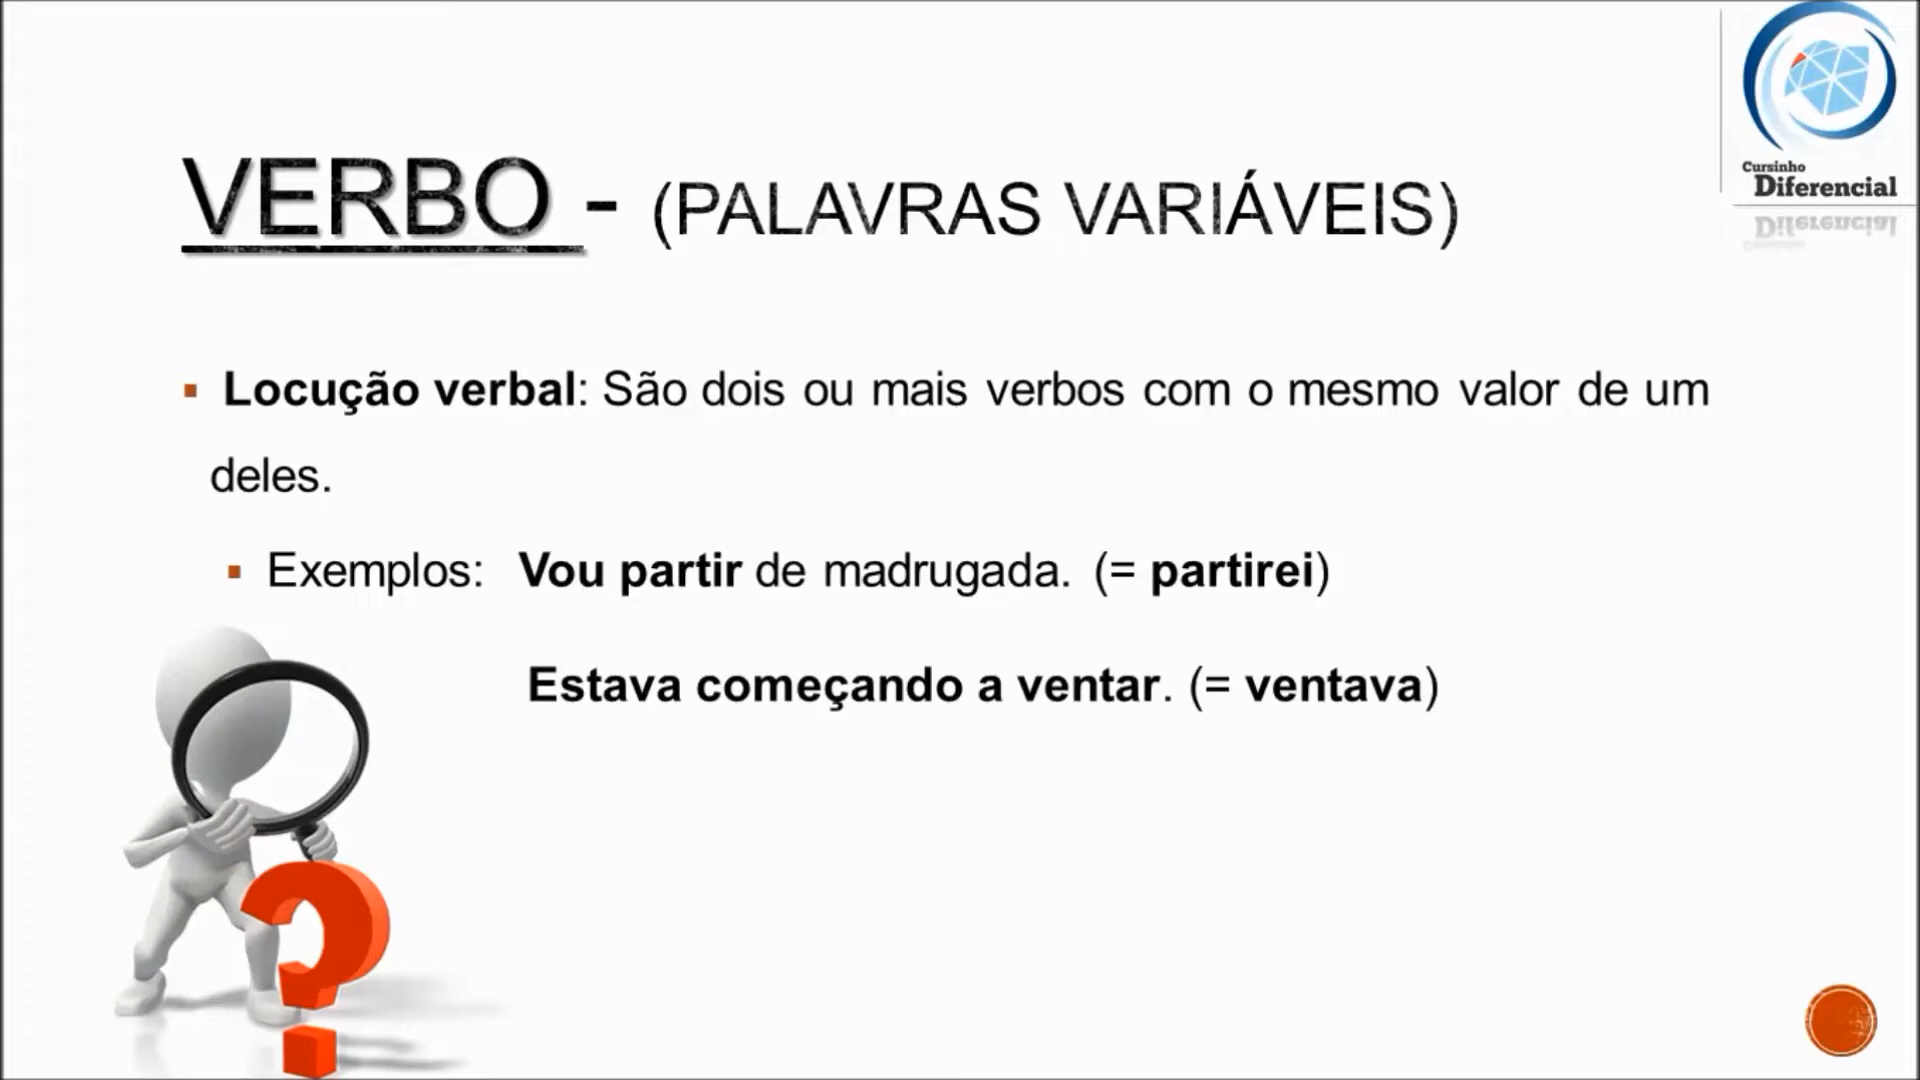 Cursinho
Diferencial
VERBO - (PALAVRAS VARIÁVEIS)
▪ Locução verbal: São dois ou mais verbos com o mesmo valor de um
deles.
▪ Exemplos: Vou partir de madrugada. (= partirei)
Estava começando a ventar. (= ventava)